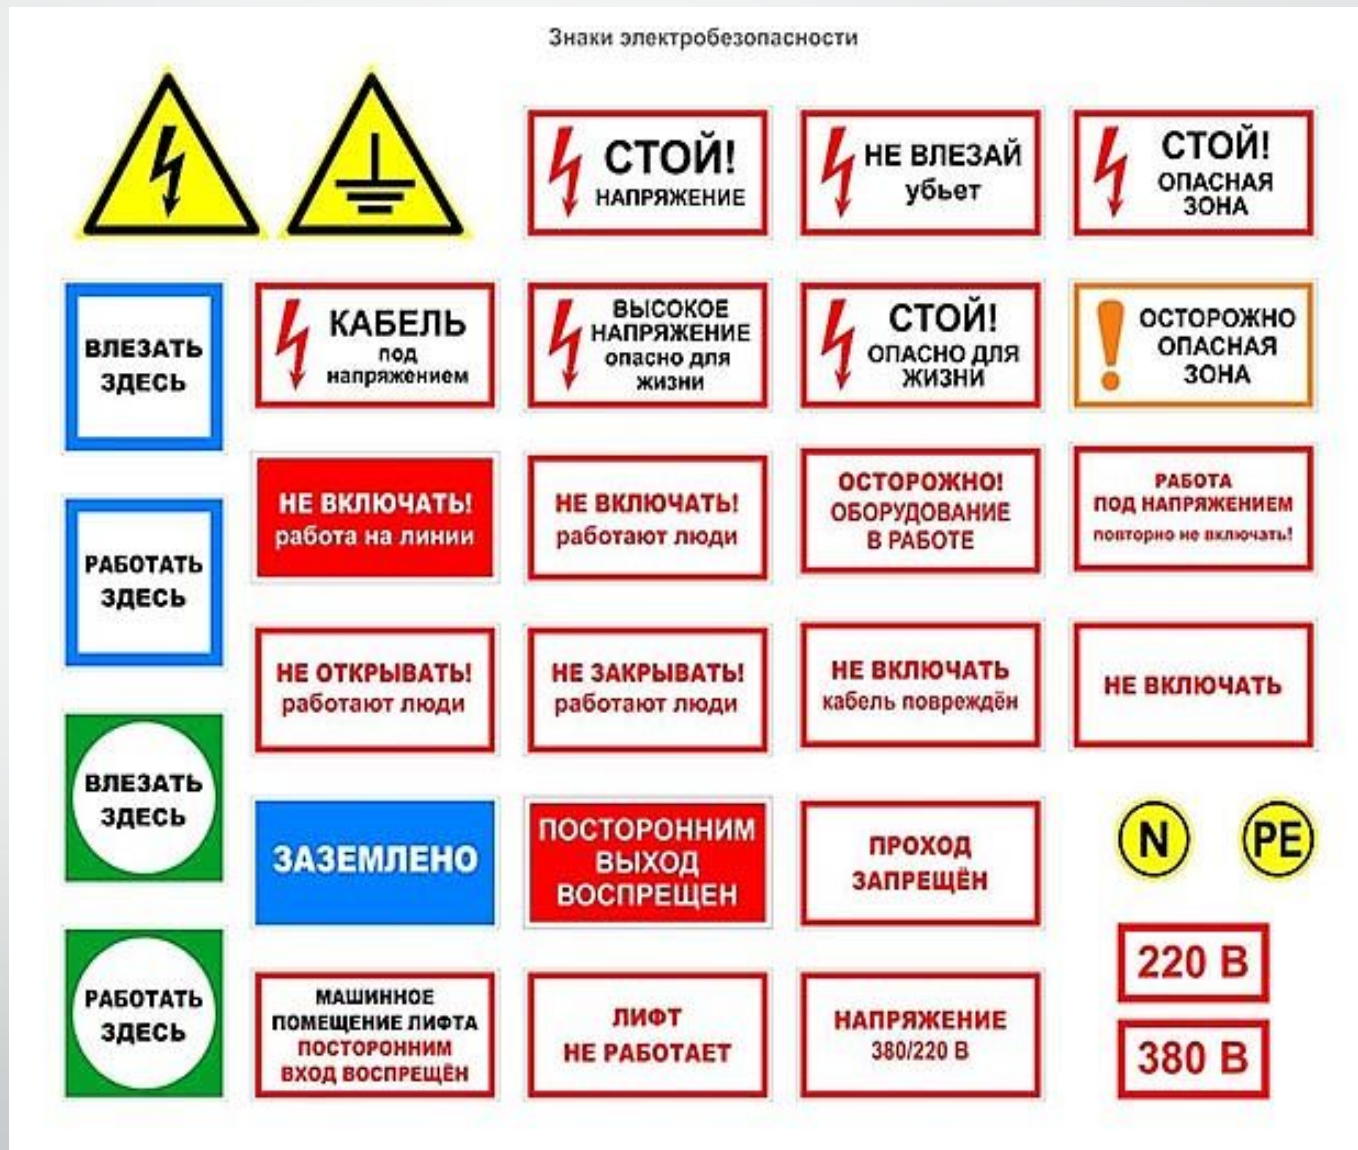 Знаки электробезопасности
СТОЙ!
НАПРЯЖЕНИЕ
НЕ ВЛЕЗАЙ
убьет
СТОЙ!
ОПАСНАЯ
ЗОНА
ВЛЕЗАТЬ
ЗДЕСЬ
КАБЕЛЬ
под
напряжением
ВЫСОКОЕ
НАПРЯЖЕНИЕ
опасно для
жизни
СТОЙ!
ОПАСНО ДЛЯ
ЖИЗНИ
ОСТОРОЖНО
ОПАСНАЯ
ЗОНА
РАБОТАТЬ
ЗДЕСЬ
НЕ ВКЛЮЧАТЬ!
работа на линии
НЕ ВКЛЮЧАТЬ!
работают люди
ОСТОРОЖНО!
ОБОРУДОВАНИЕ
В РАБОТЕ
РАБОТА
ПОД НАПРЯЖЕНИЕМ
повторно не включать!
НЕ ОТКРЫВАТЬ!
работают люди
НЕ ЗАКРЫВАТЬ!
работают люди
НЕ ВКЛЮЧАТЬ
кабель повреждён
НЕ ВКЛЮЧАТЬ
ВЛЕЗАТЬ
ЗДЕСЬ
ЗАЗЕМЛЕНО
ПОСТОРОННИМ
ВЫХОД
ВОСПРЕЩЕН
ПРОХОД
ЗАПРЕЩЁН
N
PE
РАБОТАТЬ
ЗДЕСЬ
МАШИННОЕ
ПОМЕЩЕНИЕ ЛИФТА
ПОСТОРОННИМ
ВХОД ВОСПРЕЩЁН
ЛИФТ
НЕ РАБОТАЕТ
НАПРЯЖЕНИЕ
380/220 В
220 В
380 В